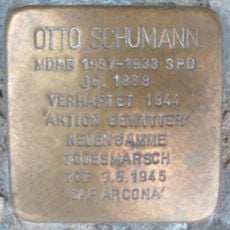 OTTO SCHUMANN
MDHB 1957-1933 SPD
JG. 1888
VERHAFTET 1944
'AKTION GEWITTER'
NEUENGAMME
TODESMARSCH
TOT 3.5.1945
'CAP ARCONA'